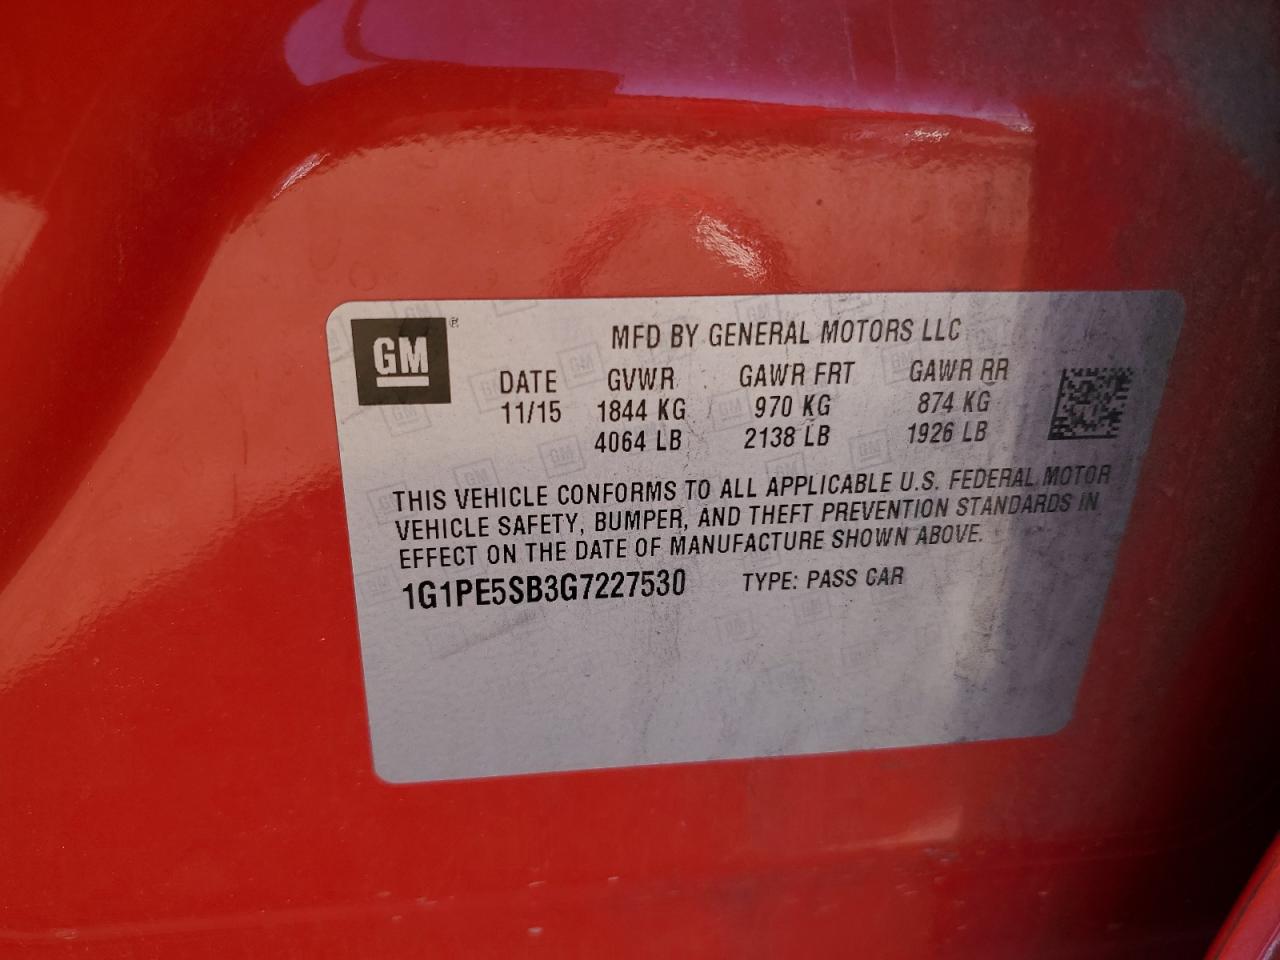 GM ®
MFD BY GENERAL MOTORS LLC
DATE GVWR GAWR FRT GAWR RR
11/15 1844 KG 970 KG 874 KG
4064 LB 2138 LB 1926 LB
THIS VEHICLE CONFORMS TO ALL APPLICABLE U.S. FEDERAL MOTOR
VEHICLE SAFETY, BUMPER, AND THEFT PREVENTION STANDARDS IN
EFFECT ON THE DATE OF MANUFACTURE SHOWN ABOVE.
1G1PE5SB3G7227530 TYPE: PASS CAR